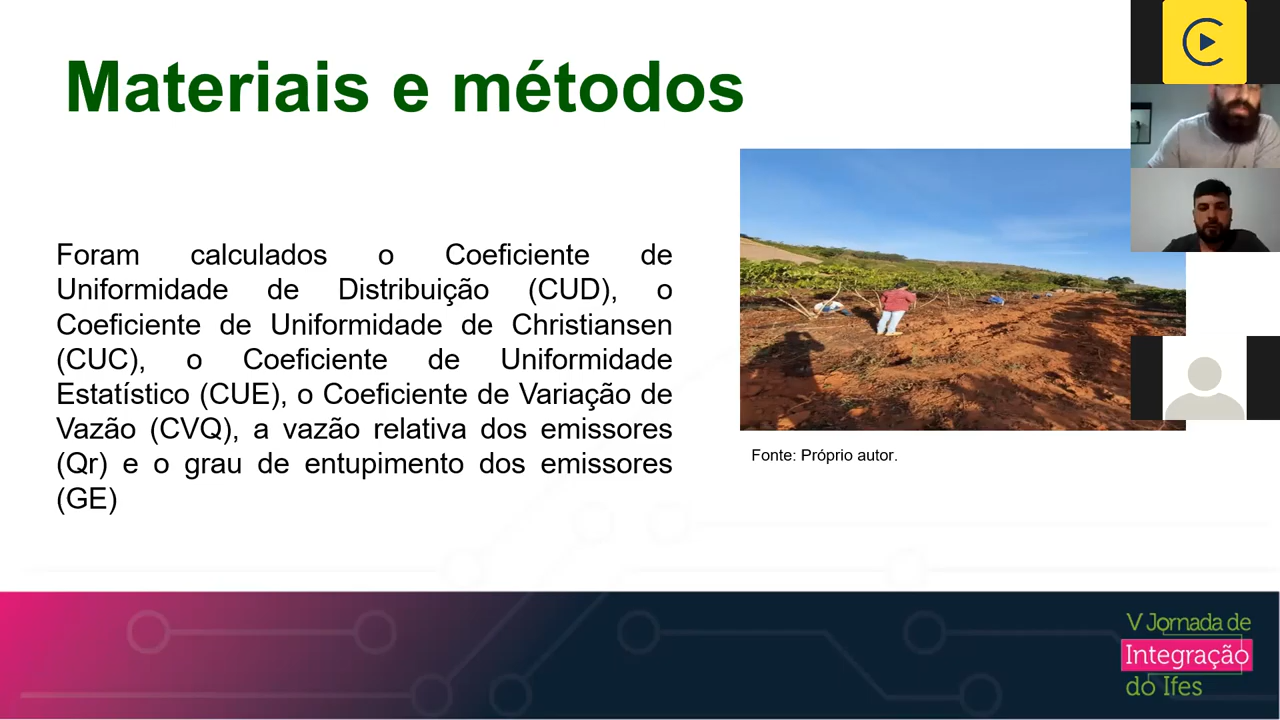 Materiais e métodos
Foram calculados o Coeficiente de
Uniformidade de Distribuição (CUD), o
Coeficiente de Uniformidade de Christiansen
(CUC), o Coeficiente de Uniformidade
Estatístico (CUE), o Coeficiente de Variação de
Vazão (CVQ), a vazão relativa dos emissores
(Qr) e o grau de entupimento dos emissores
(GE)
Fonte: Próprio autor.
V Jornada de
Integração
do Ifes